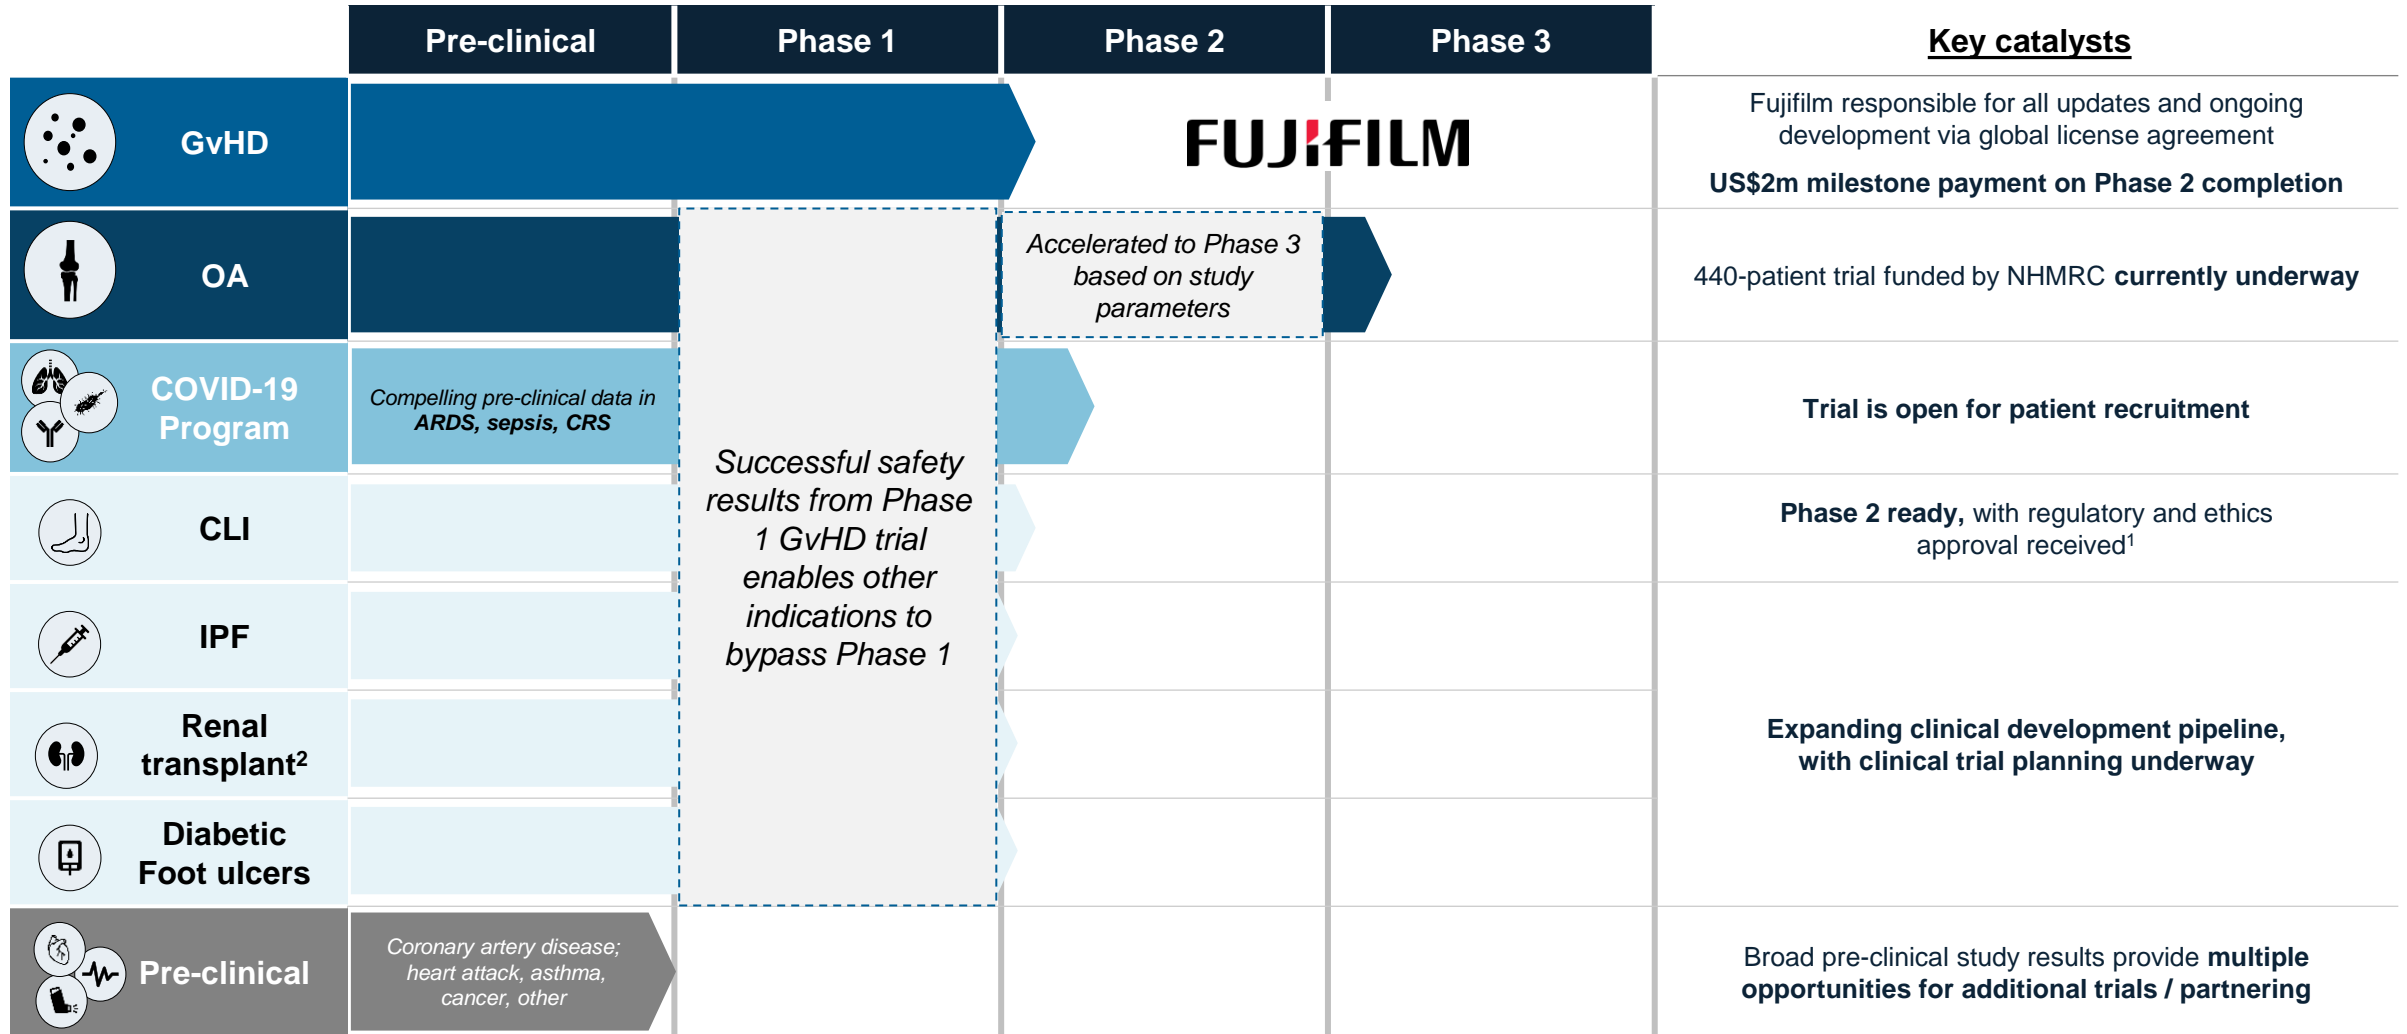 Pre-clinical
Phase 1
Phase 2
Phase 3
Key catalysts
GvHD
FUJIFILM
Fujifilm responsible for all updates and ongoing
development via global license agreement
US$2m milestone payment on Phase 2 completion
OA
Accelerated to Phase 3
based on study
parameters
440-patient trial funded by NHMRC currently underway
COVID-19
Program
Compelling pre-clinical data in
ARDS, sepsis, CRS
Trial is open for patient recruitment
Successful safety
results from Phase
1 GvHD trial
enables other
indications to
bypass Phase 1
CLI
Phase 2 ready, with regulatory and ethics
approval received¹
IPF
Renal
transplant²
Diabetic
Foot ulcers
Expanding clinical development pipeline,
with clinical trial planning underway
Pre-clinical
Coronary artery disease;
heart attack, asthma,
cancer, other
Broad pre-clinical study results provide multiple
opportunities for additional trials / partnering